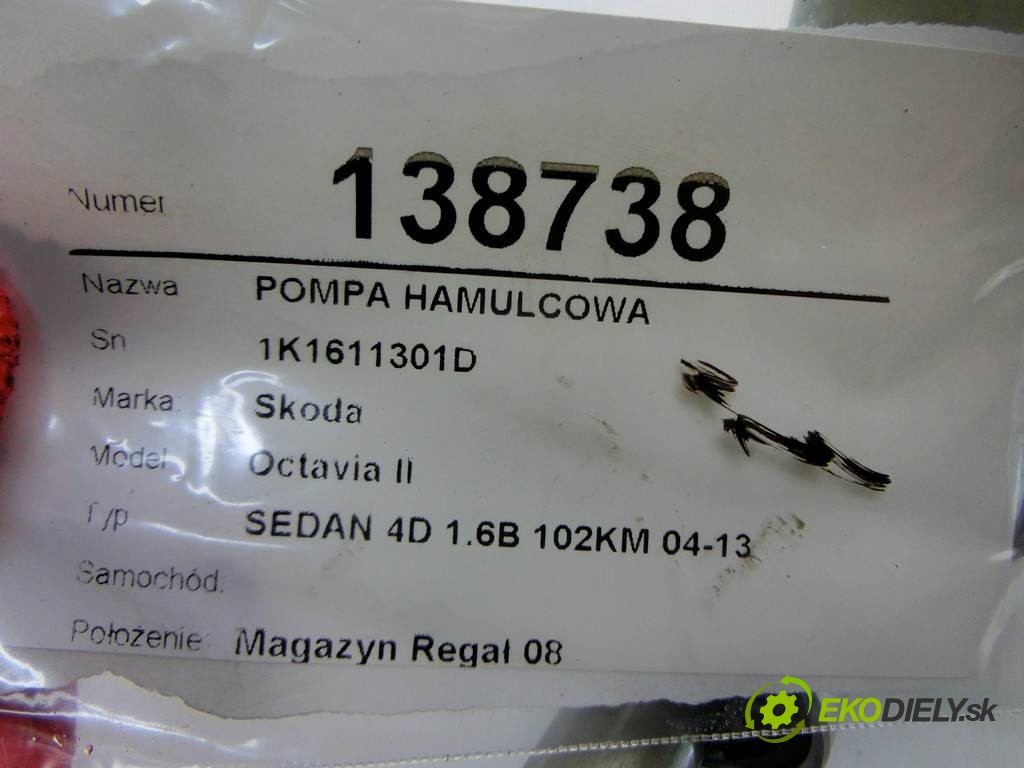 Numer 138738
Nazwa POMPA HAMULCOWA
Sn 1K1611301D
Marka: Skoda
Model Octavia II
Typ SEDAN 4D 1.6B 102KM 04-13
Samochód:
Położenie: Magazyn Regał 08
EKODIELY.sk